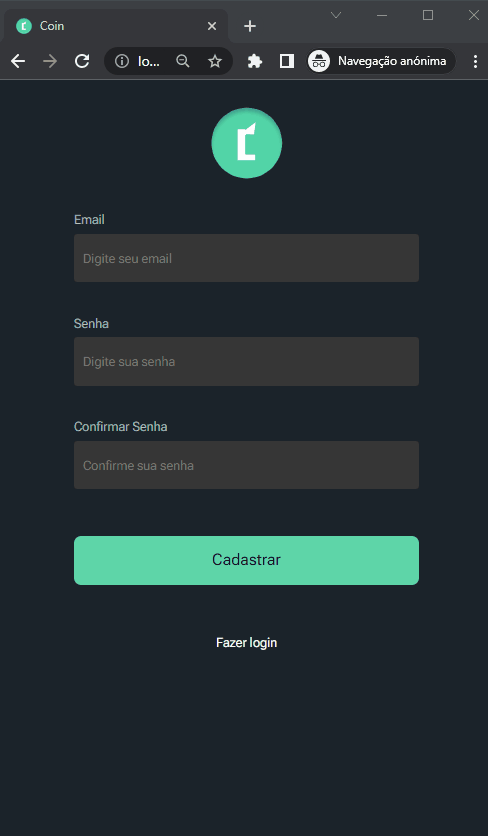 Coin
lo...
Navegação anónima
Email
Digite seu email
Senha
Digite sua senha
Confirmar Senha
Confirme sua senha
Cadastrar
Fazer login